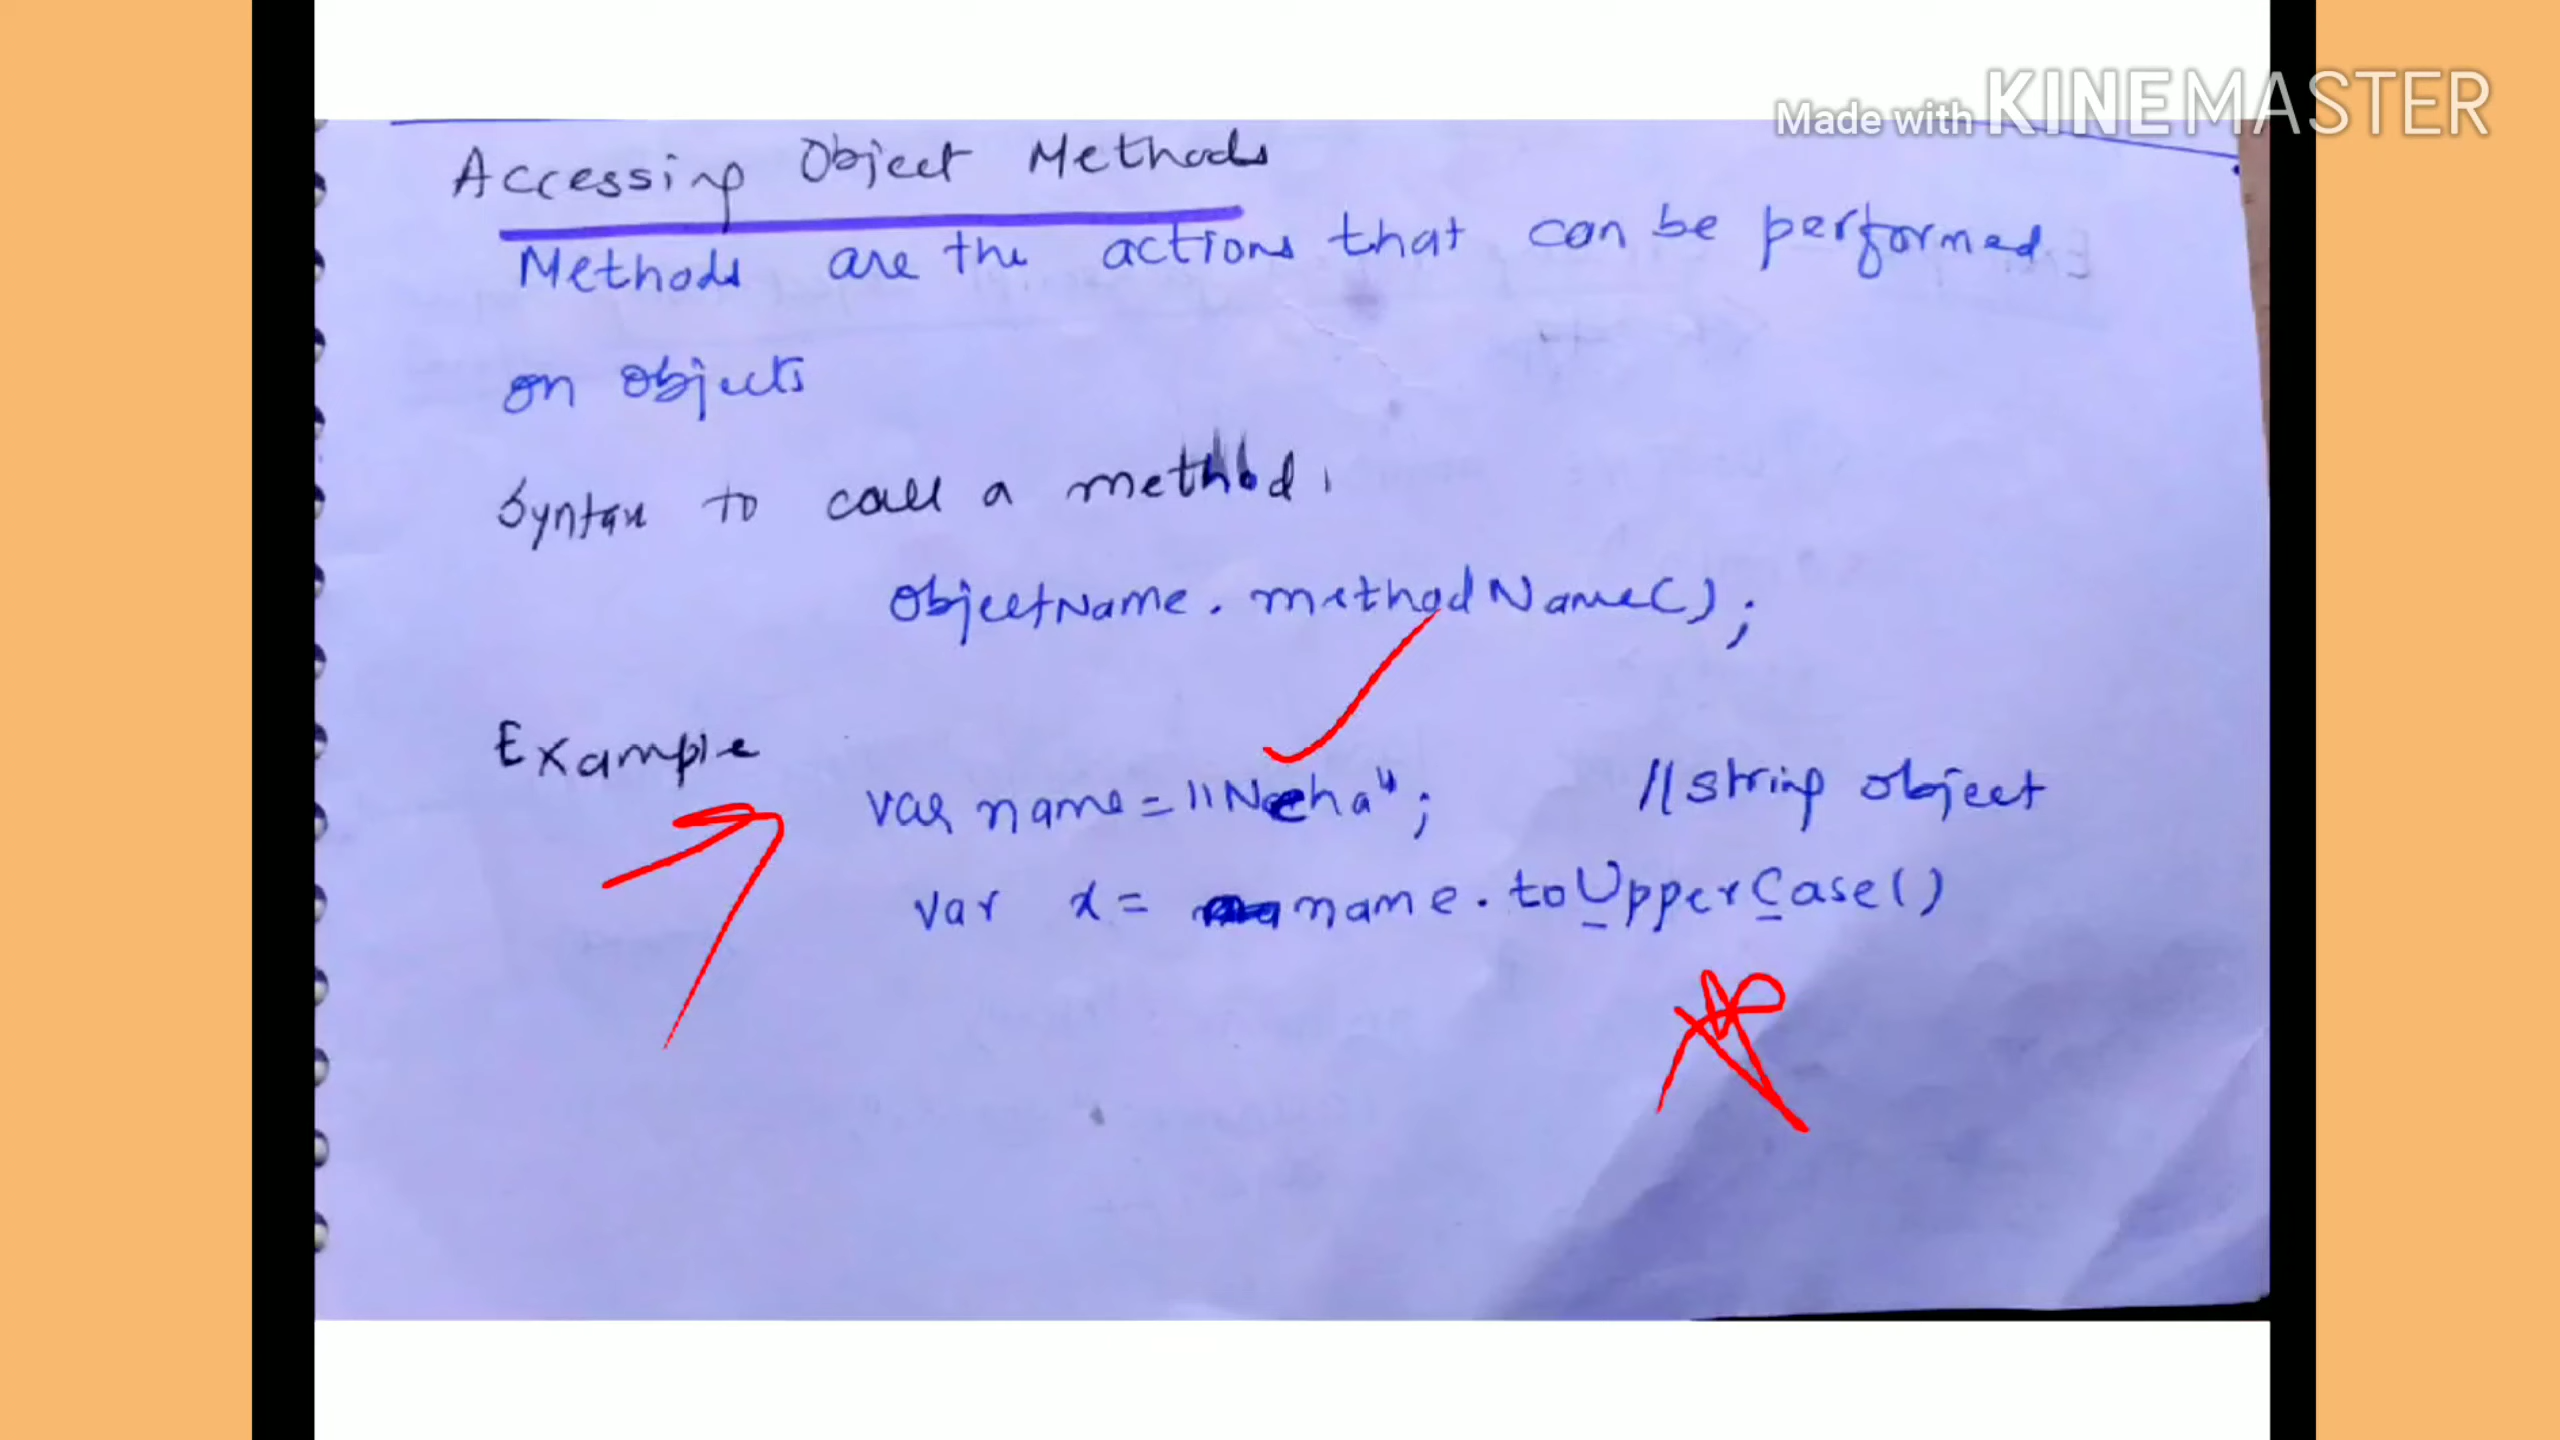 Made with KINEMASTER
Accessing Object Methods
Methods are the actions that can be performed
on objects
Syntax to call a method,
ObjectName.methodName();
Example
var name="Neha"; //string object
var x= name.toUpperCase()